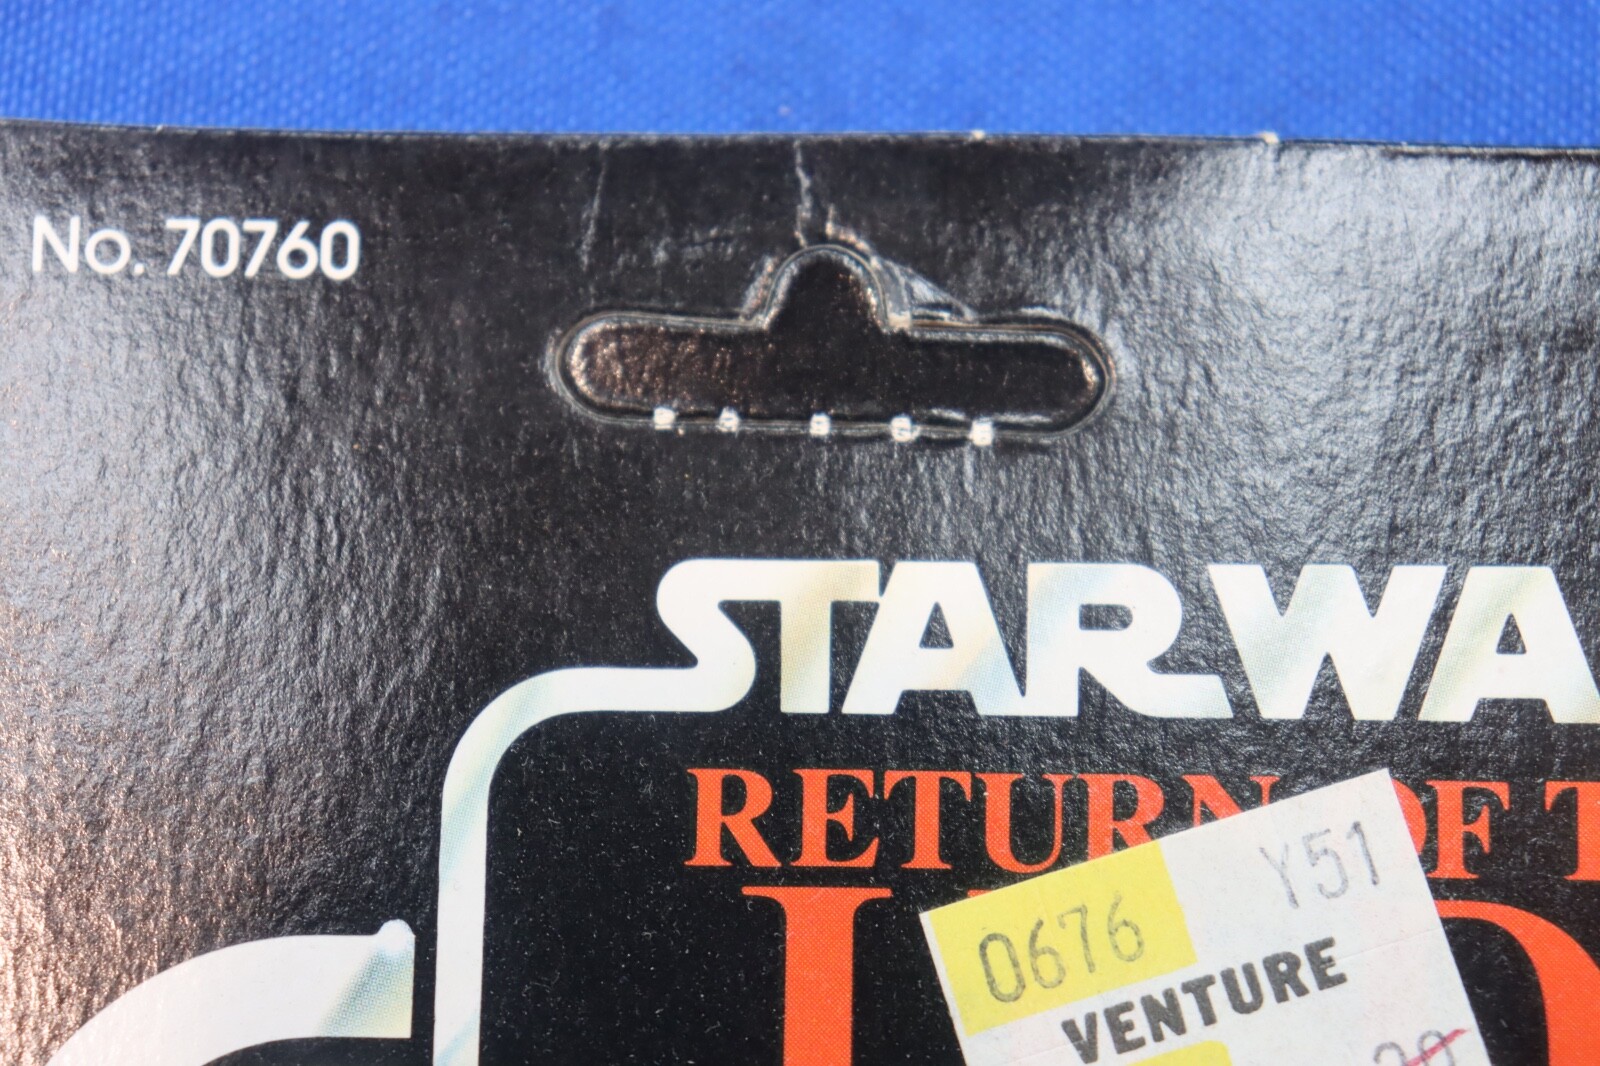 No. 70760
STAR WA
RETURN OF T
0676 Y51
VENTURE